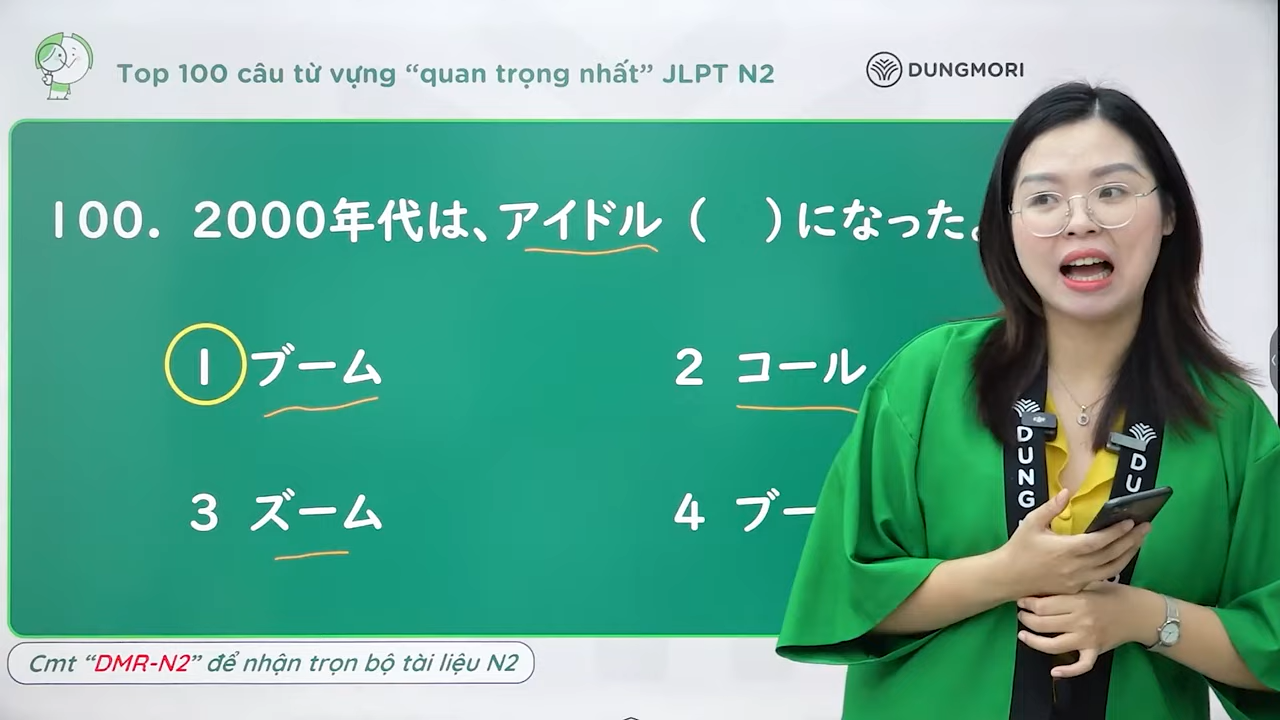 Top 100 câu từ vựng “quan trọng nhất” JLPT N2
DUNGMORI
100. 2000年代は、アイドル ( ) になった。
1 ブーム
2 コール
3 ズーム
4 ブー
DUNG
DU
Cmt “DMR-N2” để nhận trọn bộ tài liệu N2